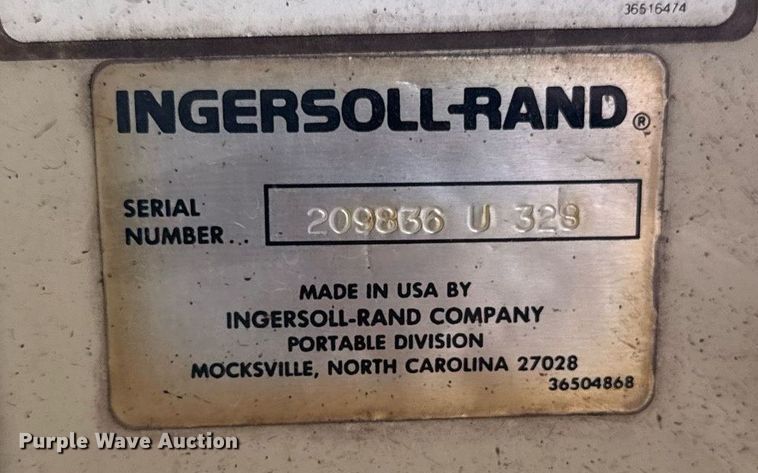 36516474
INGERSOLL-RAND®
SERIAL
NUMBER... 209836 U 328
MADE IN USA BY
INGERSOLL-RAND COMPANY
PORTABLE DIVISION
MOCKSVILLE, NORTH CAROLINA 27028
36504868
Purple Wave Auction